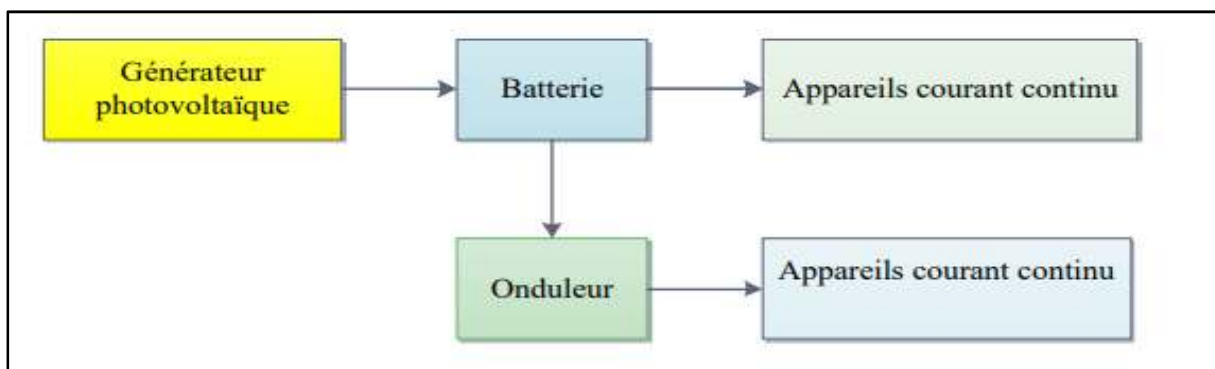 Générateur
photovoltaïque
Batterie
Appareils courant continu
Onduleur
Appareils courant continu